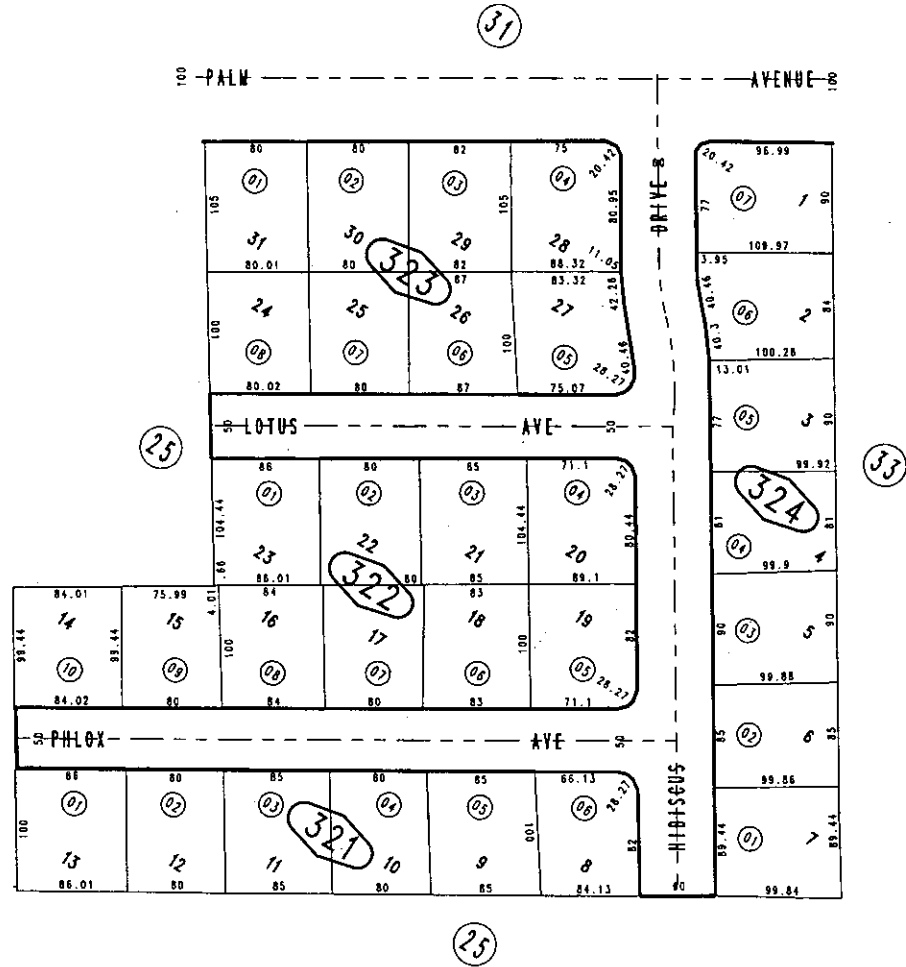 31
100 PALM AVENUE 100
80 80 82 75 20.42 60 20.42 96.99
01 02 03 04 07 1 90
105 105 80.95 DRIVE 77
31 30 29 28 11.05
80.01 80 82 88.32 109.97
323
87 83.32 42.28 3.95 40.46
24 25 26 27 06 2 84
100 100 40.3
08 07 06 05 40.46 28.27 100.26
80.02 80 87 75.07 13.01
50 LOTUS AVE 50 77 05 3 90
25 33
86 80 85 71.1 28.27 99.92
01 02 03 04 324
104.44 104.44 80.44 81 81
23 22 21 20 04 4
.66 86.01 80 85 89.1 99.9
322
84.01 75.99 4.01 84 83
14 15 16 17 18 19 82 90 03 5 90
99.44 99.44 100 100
10 09 08 07 06 05 28.27 99.88
84.02 80 84 80 83 71.1
50 PHLOX AVE 50 85 02 6 85
86 80 85 80 85 66.13 28.27 HIBISCUS 99.86
01 02 03 04 05 06
100 321 100 82 89.44 01 7 89.44
13 12 11 10 9 8
86.01 80 85 80 85 84.13 60 99.84
25